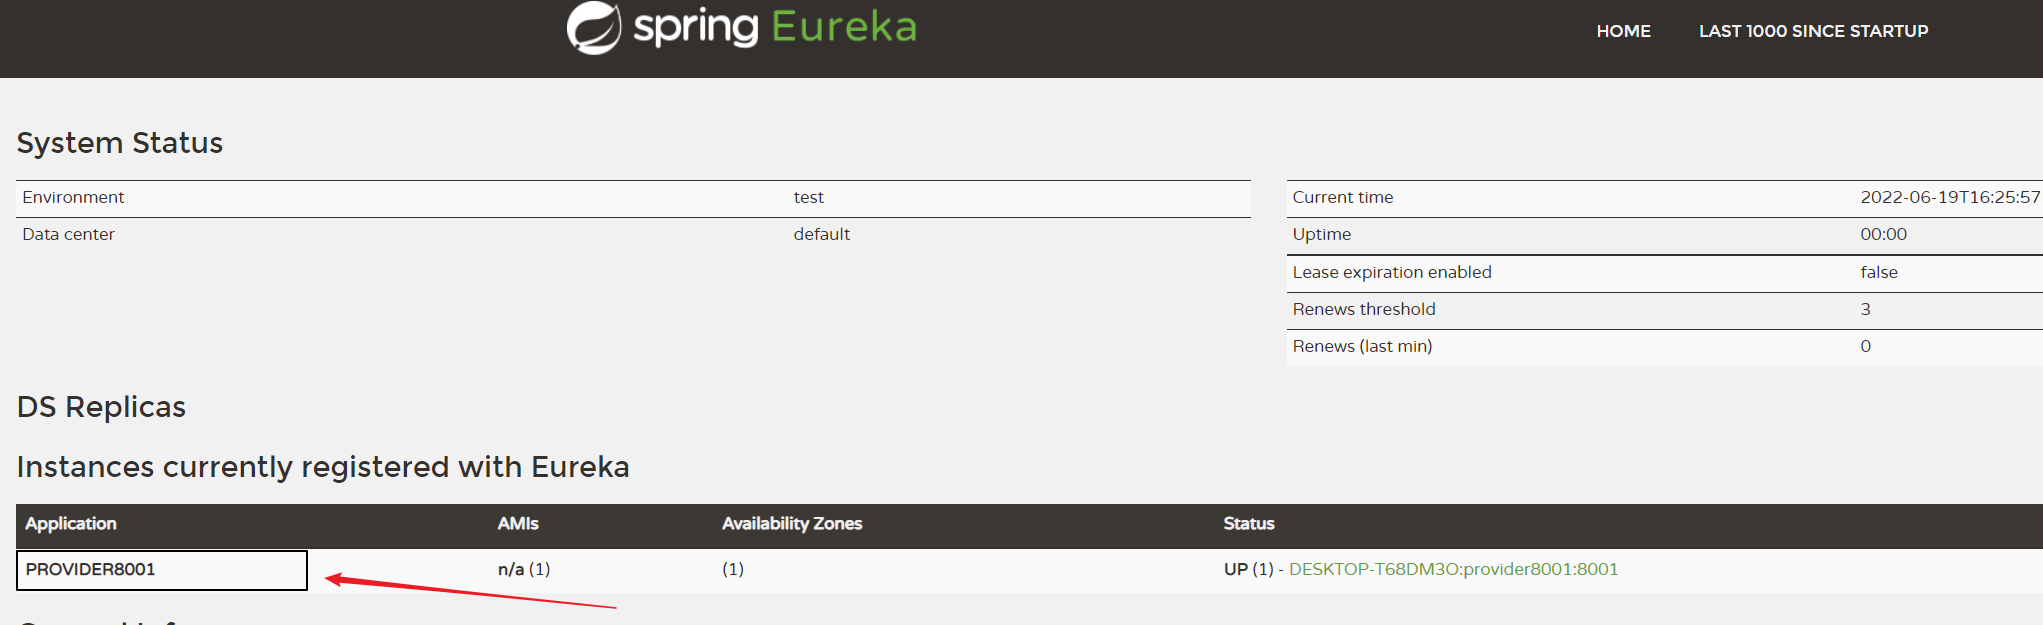 spring Eureka
HOME LAST 1000 SINCE STARTUP
System Status
Environment test
Data center default
Current time 2022-06-19T16:25:57
Uptime 00:00
Lease expiration enabled false
Renews threshold 3
Renews (last min) 0
DS Replicas
Instances currently registered with Eureka
Application AMIs Availability Zones Status
PROVIDER8001 n/a (1) (1) UP (1) - DESKTOP-T68DM3O:provider8001:8001